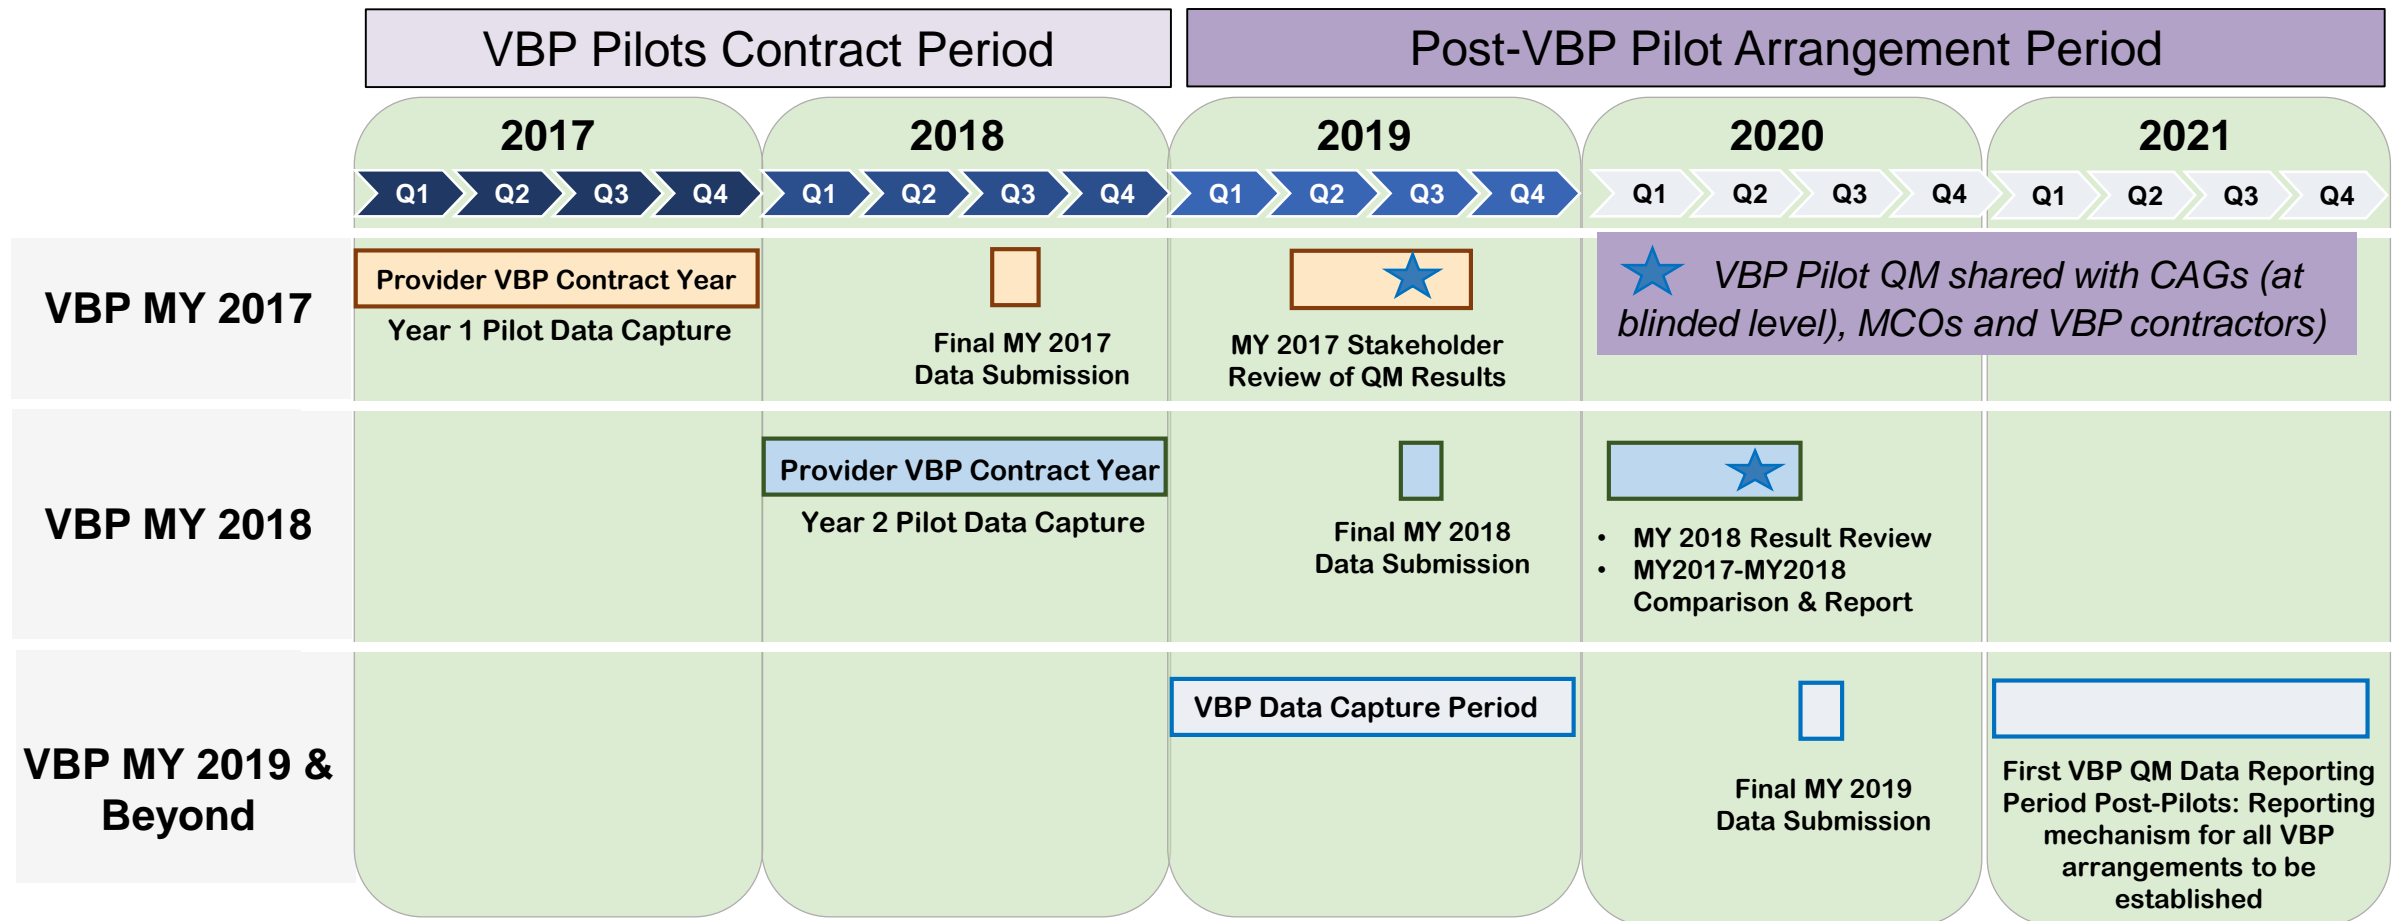 VBP Pilots Contract Period
Post-VBP Pilot Arrangement Period
2017
2018
2019
2020
2021
Q1 Q2 Q3 Q4
Q1 Q2 Q3 Q4
Q1 Q2 Q3 Q4
Q1 Q2 Q3 Q4
Q1 Q2 Q3 Q4
VBP MY 2017
Provider VBP Contract Year
Year 1 Pilot Data Capture
Final MY 2017
Data Submission
MY 2017 Stakeholder
Review of QM Results
VBP Pilot QM shared with CAGs (at
blinded level), MCOs and VBP contractors)
VBP MY 2018
Provider VBP Contract Year
Year 2 Pilot Data Capture
Final MY 2018
Data Submission
• MY 2018 Result Review
• MY2017-MY2018
Comparison & Report
VBP MY 2019 &
Beyond
VBP Data Capture Period
Final MY 2019
Data Submission
First VBP QM Data Reporting
Period Post-Pilots: Reporting
mechanism for all VBP
arrangements to be
established